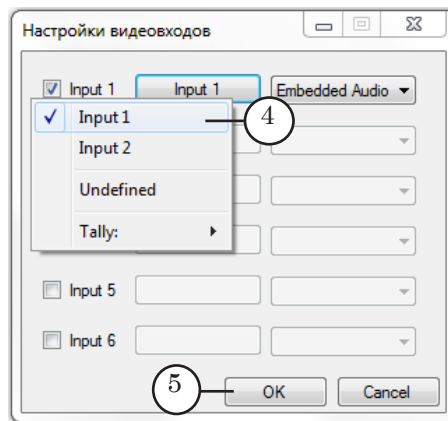 Настройки видеовходов
Input 1 Input 1 Embedded Audio
Input 1
4
Input 2
Undefined
Tally:
Input 5
Input 6
5
OK Cancel